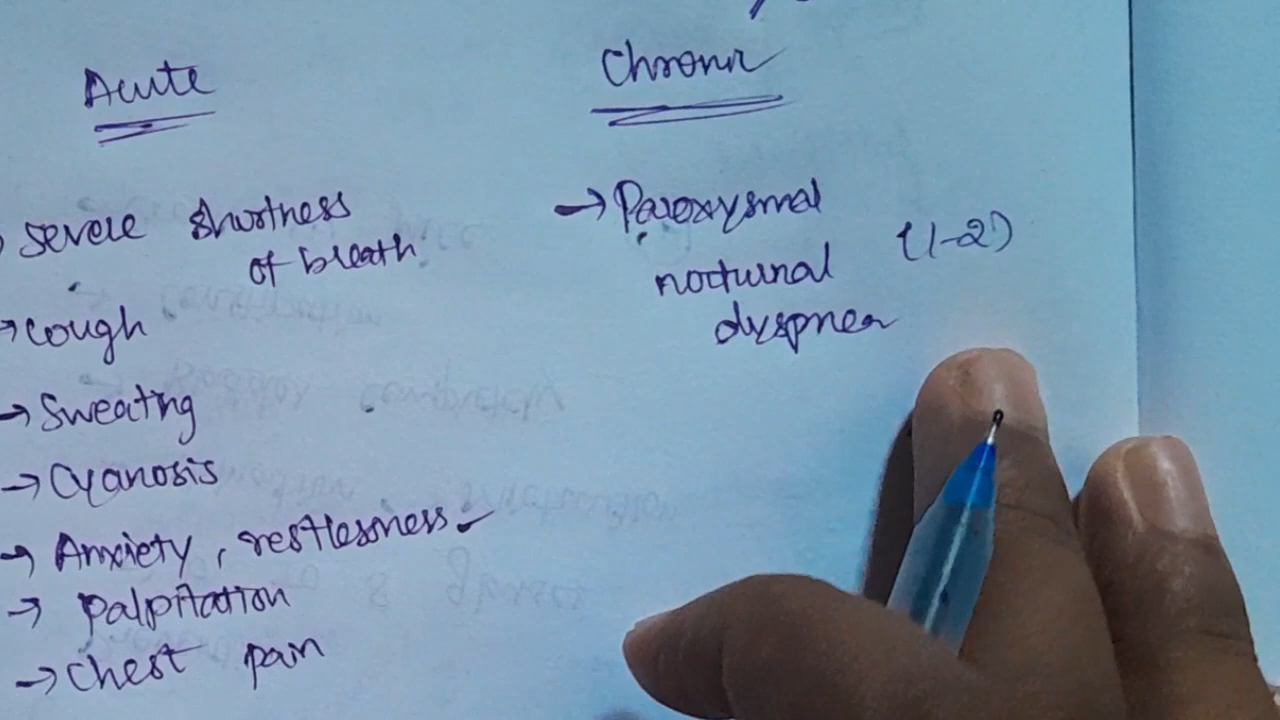 Acute
severe shortness
of breath
→ cough
→ Sweating
→ Cyanosis
→ Anxiety, restlessness ✓
→ palpitation
→ chest pain
Chronic
→ Paroxysmal
nocturnal (1-2)
dyspnea